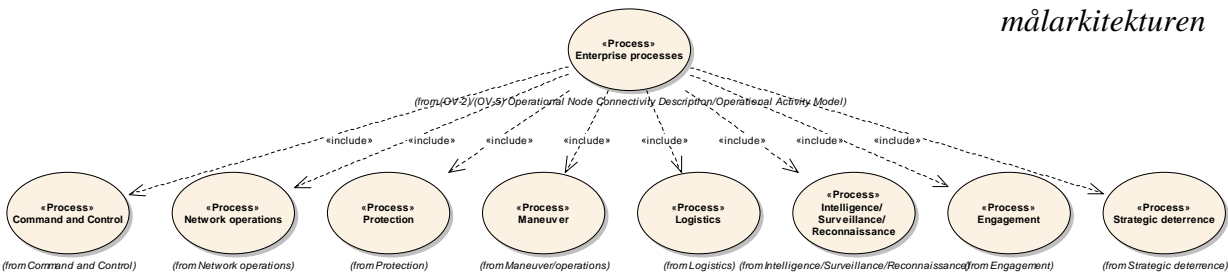 målarkitekturen
«Process»
Enterprise processes
(from (OV-2)/(OV-5) Operational Node Connectivity Description/Operational Activity Model)
«include»
«include»
«include»
«include»
«include»
«include»
«include»
«include»
«Process»
Command and Control
(from Command and Control)
«Process»
Network operations
(from Network operations)
«Process»
Protection
(from Protection)
«Process»
Maneuver
(from Maneuver/operations)
«Process»
Logistics
(from Logistics)
«Process»
Intelligence/
Surveillance/
Reconnaissance
(from Intelligence/Surveillance/Reconnaissance)
«Process»
Engagement
(from Engagement)
«Process»
Strategic deterrence
(from Strategic deterrence)